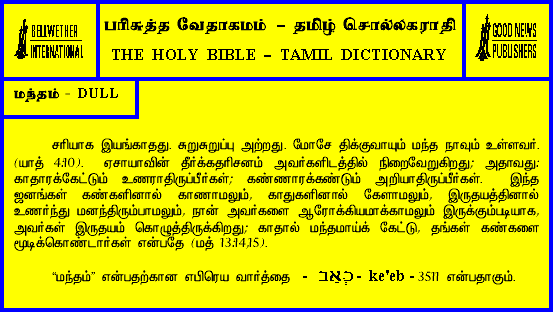 BELLWETHER
INTERNATIONAL
பரிசுத்த வேதாகமம் – தமிழ் சொல்லகராதி
THE HOLY BIBLE – TAMIL DICTIONARY
GOOD NEWS
PUBLISHERS
மந்தம் - DULL
சரியாக இயங்காதது. சுறுசுறுப்பு அற்றது. மோசே திக்குவாயும் மந்த நாவும் உள்ளவர்.
(யாத் 4:10). ஏசாயாவின் தீர்க்கதரிசனம் அவர்களிடத்தில் நிறைவேறுகிறது; அதாவது:
காதாரக்கேட்டும் உணராதிருப்பீர்கள்; கண்ணாரக்கண்டும் அறியாதிருப்பீர்கள். இந்த
ஜனங்கள் கண்களினால் காணாமலும், காதுகளினால் கேளாமலும், இருதயத்தினால்
உணர்ந்து மனந்திரும்பாமலும், நான் அவர்களை ஆரோக்கியமாக்காமலும் இருக்கும்படியாக,
அவர்கள் இருதயம் கொழுத்திருக்கிறது; காதால் மந்தமாய்க் கேட்டு, தங்கள் கண்களை
மூடிக்கொண்டார்கள் என்பதே (மத் 13:14,15).
“மந்தம்” என்பதற்கான எபிரெய வார்த்தை - כְּאֵב - ke'eb - 3511 என்பதாகும்.